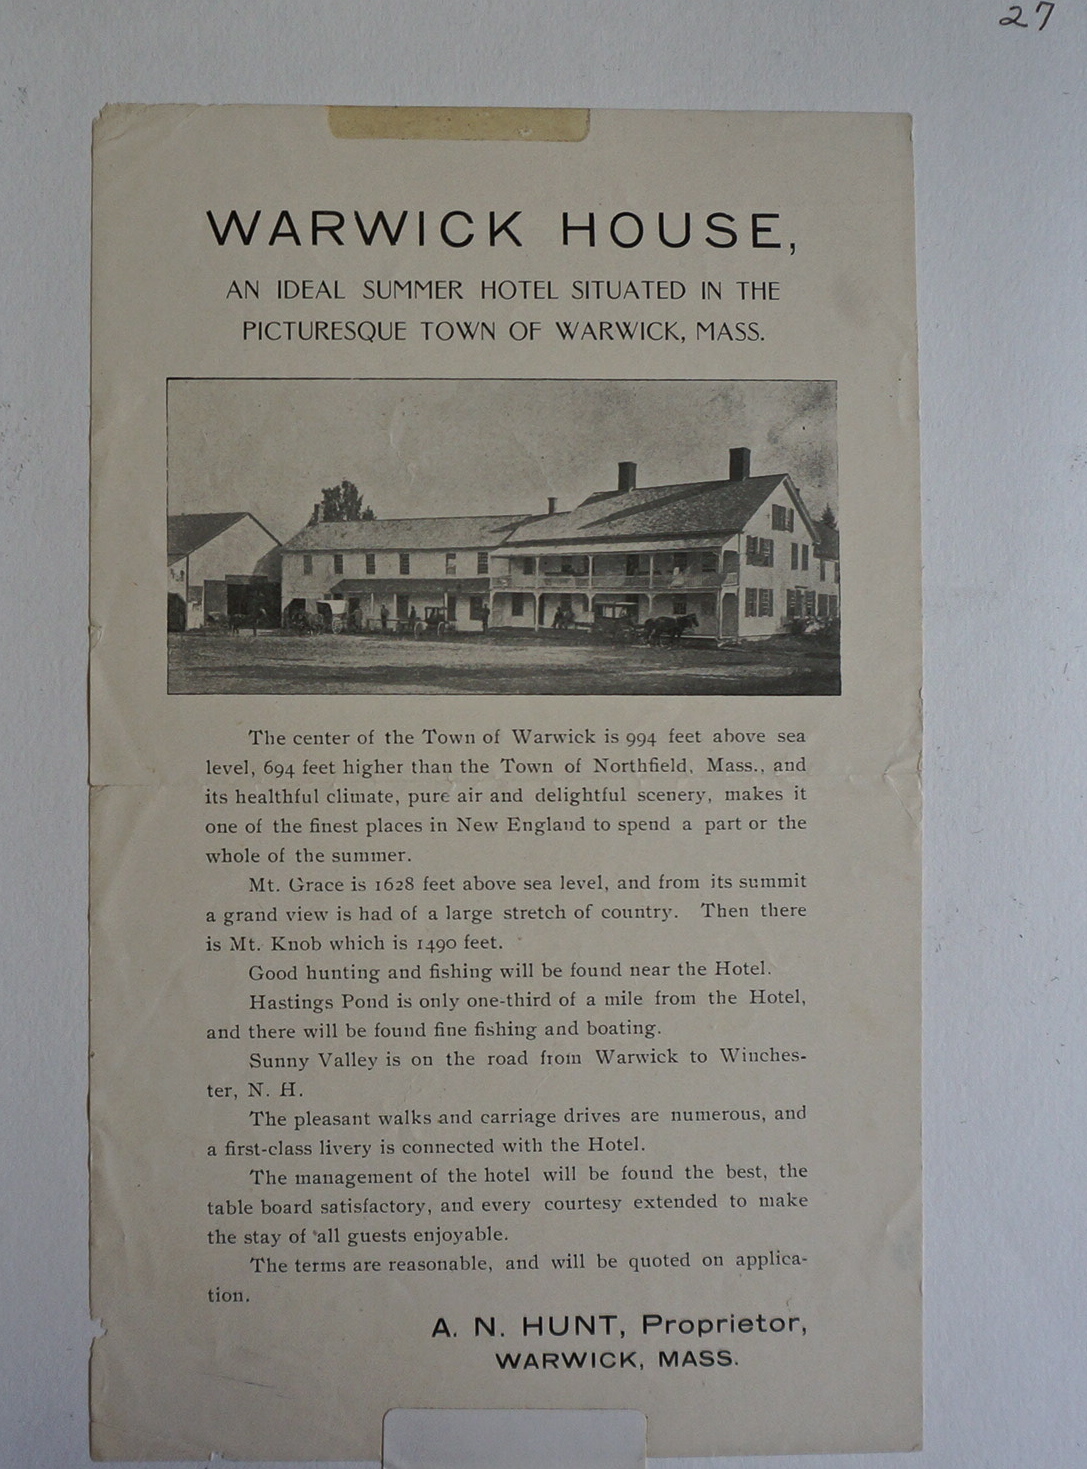 27
WARWICK HOUSE,
AN IDEAL SUMMER HOTEL SITUATED IN THE
PICTURESQUE TOWN OF WARWICK, MASS.
The center of the Town of Warwick is 994 feet above sea
level, 694 feet higher than the Town of Northfield, Mass., and
its healthful climate, pure air and delightful scenery, makes it
one of the finest places in New England to spend a part or the
whole of the summer.
Mt. Grace is 1628 feet above sea level, and from its summit
a grand view is had of a large stretch of country. Then there
is Mt. Knob which is 1490 feet.
Good hunting and fishing will be found near the Hotel.
Hastings Pond is only one-third of a mile from the Hotel,
and there will be found fine fishing and boating.
Sunny Valley is on the road from Warwick to Winches-
ter, N. H.
The pleasant walks and carriage drives are numerous, and
a first-class livery is connected with the Hotel.
The management of the hotel will be found the best, the
table board satisfactory, and every courtesy extended to make
the stay of all guests enjoyable.
The terms are reasonable, and will be quoted on applica-
tion.
A. N. HUNT, Proprietor,
WARWICK, MASS.